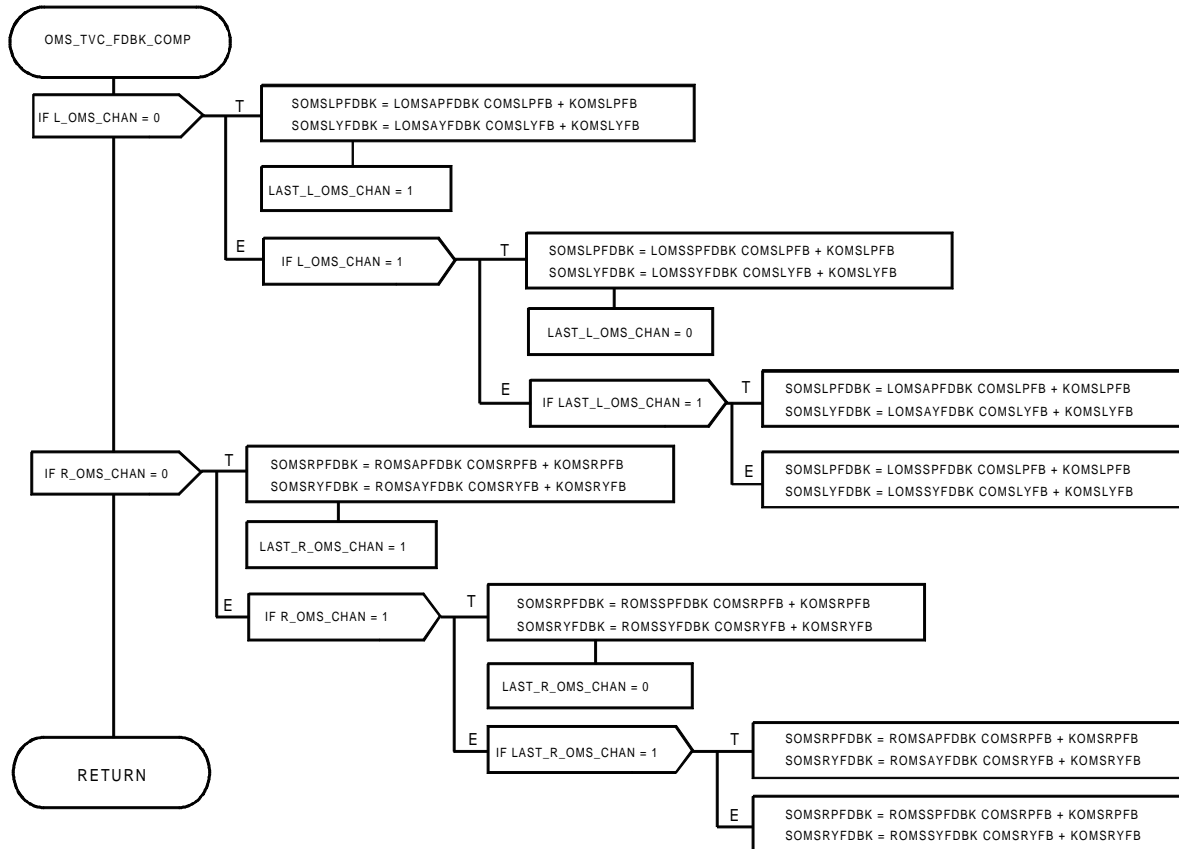 OMS_TVC_FDBK_COMP
IF L_OMS_CHAN = 0
T
SOMSLPFDBK = LOMSAPFDBK COMSLPFB + KOMSLPFB
SOMSLYFDBK = LOMSAYFDBK COMSLYFB + KOMSLYFB
LAST_L_OMS_CHAN = 1
E
IF L_OMS_CHAN = 1
T
SOMSLPFDBK = LOMSSPFDBK COMSLPFB + KOMSLPFB
SOMSLYFDBK = LOMSSYFDBK COMSLYFB + KOMSLYFB
LAST_L_OMS_CHAN = 0
E
IF LAST_L_OMS_CHAN = 1
T
SOMSLPFDBK = LOMSAPFDBK COMSLPFB + KOMSLPFB
SOMSLYFDBK = LOMSAYFDBK COMSLYFB + KOMSLYFB
E
SOMSLPFDBK = LOMSSPFDBK COMSLPFB + KOMSLPFB
SOMSLYFDBK = LOMSSYFDBK COMSLYFB + KOMSLYFB
IF R_OMS_CHAN = 0
T
SOMSRPFDBK = ROMSAPFDBK COMSRPFB + KOMSRPFB
SOMSRYFDBK = ROMSAYFDBK COMSRYFB + KOMSRYFB
LAST_R_OMS_CHAN = 1
E
IF R_OMS_CHAN = 1
T
SOMSRPFDBK = ROMSSPFDBK COMSRPFB + KOMSRPFB
SOMSRYFDBK = ROMSSYFDBK COMSRYFB + KOMSRYFB
LAST_R_OMS_CHAN = 0
E
IF LAST_R_OMS_CHAN = 1
T
SOMSRPFDBK = ROMSAPFDBK COMSRPFB + KOMSRPFB
SOMSRYFDBK = ROMSAYFDBK COMSRYFB + KOMSRYFB
E
SOMSRPFDBK = ROMSSPFDBK COMSRPFB + KOMSRPFB
SOMSRYFDBK = ROMSSYFDBK COMSRYFB + KOMSRYFB
RETURN